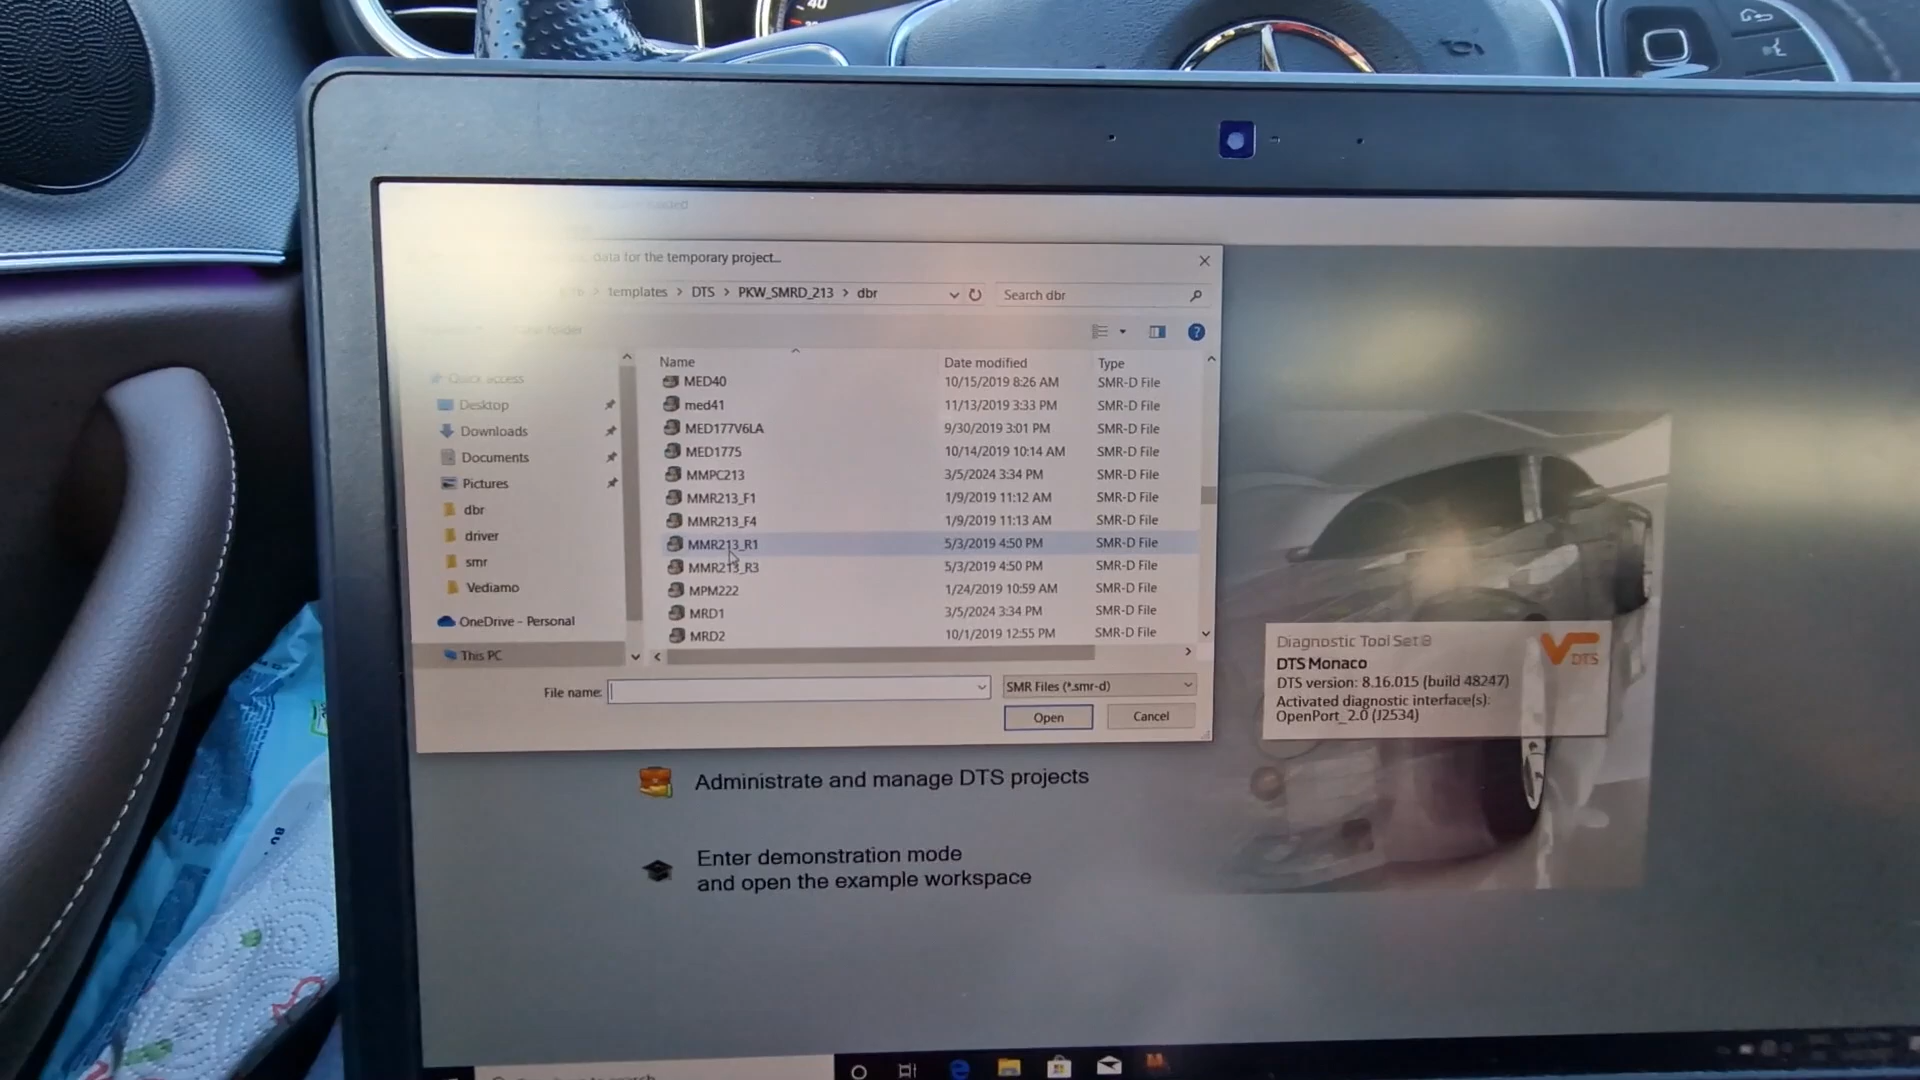 40
data for the temporary project...
templates > DTS > PKW_SMRD_213 > dbr
Search dbr
Name
Date modified
Type
Quick access
Desktop
Downloads
Documents
Pictures
dbr
driver
smr
Vediamo
OneDrive - Personal
This PC
MED40 10/15/2019 8:26 AM SMR-D File
med41 11/13/2019 3:33 PM SMR-D File
MED177V6LA 9/30/2019 3:01 PM SMR-D File
MED1775 10/14/2019 10:14 AM SMR-D File
MMPC213 3/5/2024 3:34 PM SMR-D File
MMR213_F1 1/9/2019 11:12 AM SMR-D File
MMR213_F4 1/9/2019 11:13 AM SMR-D File
MMR213_R1 5/3/2019 4:50 PM SMR-D File
MMR213_R3 5/3/2019 4:50 PM SMR-D File
MPM222 1/24/2019 10:59 AM SMR-D File
MRD1 3/5/2024 3:34 PM SMR-D File
MRD2 10/1/2019 12:55 PM SMR-D File
File name:
SMR Files (*.smr-d)
Open
Cancel
Diagnostic Tool Set®
DTS Monaco
DTS version: 8.16.015 (build 48247)
Activated diagnostic interface(s):
OpenPort_2.0 (J2534)
DTS
Administrate and manage DTS projects
Enter demonstration mode
and open the example workspace